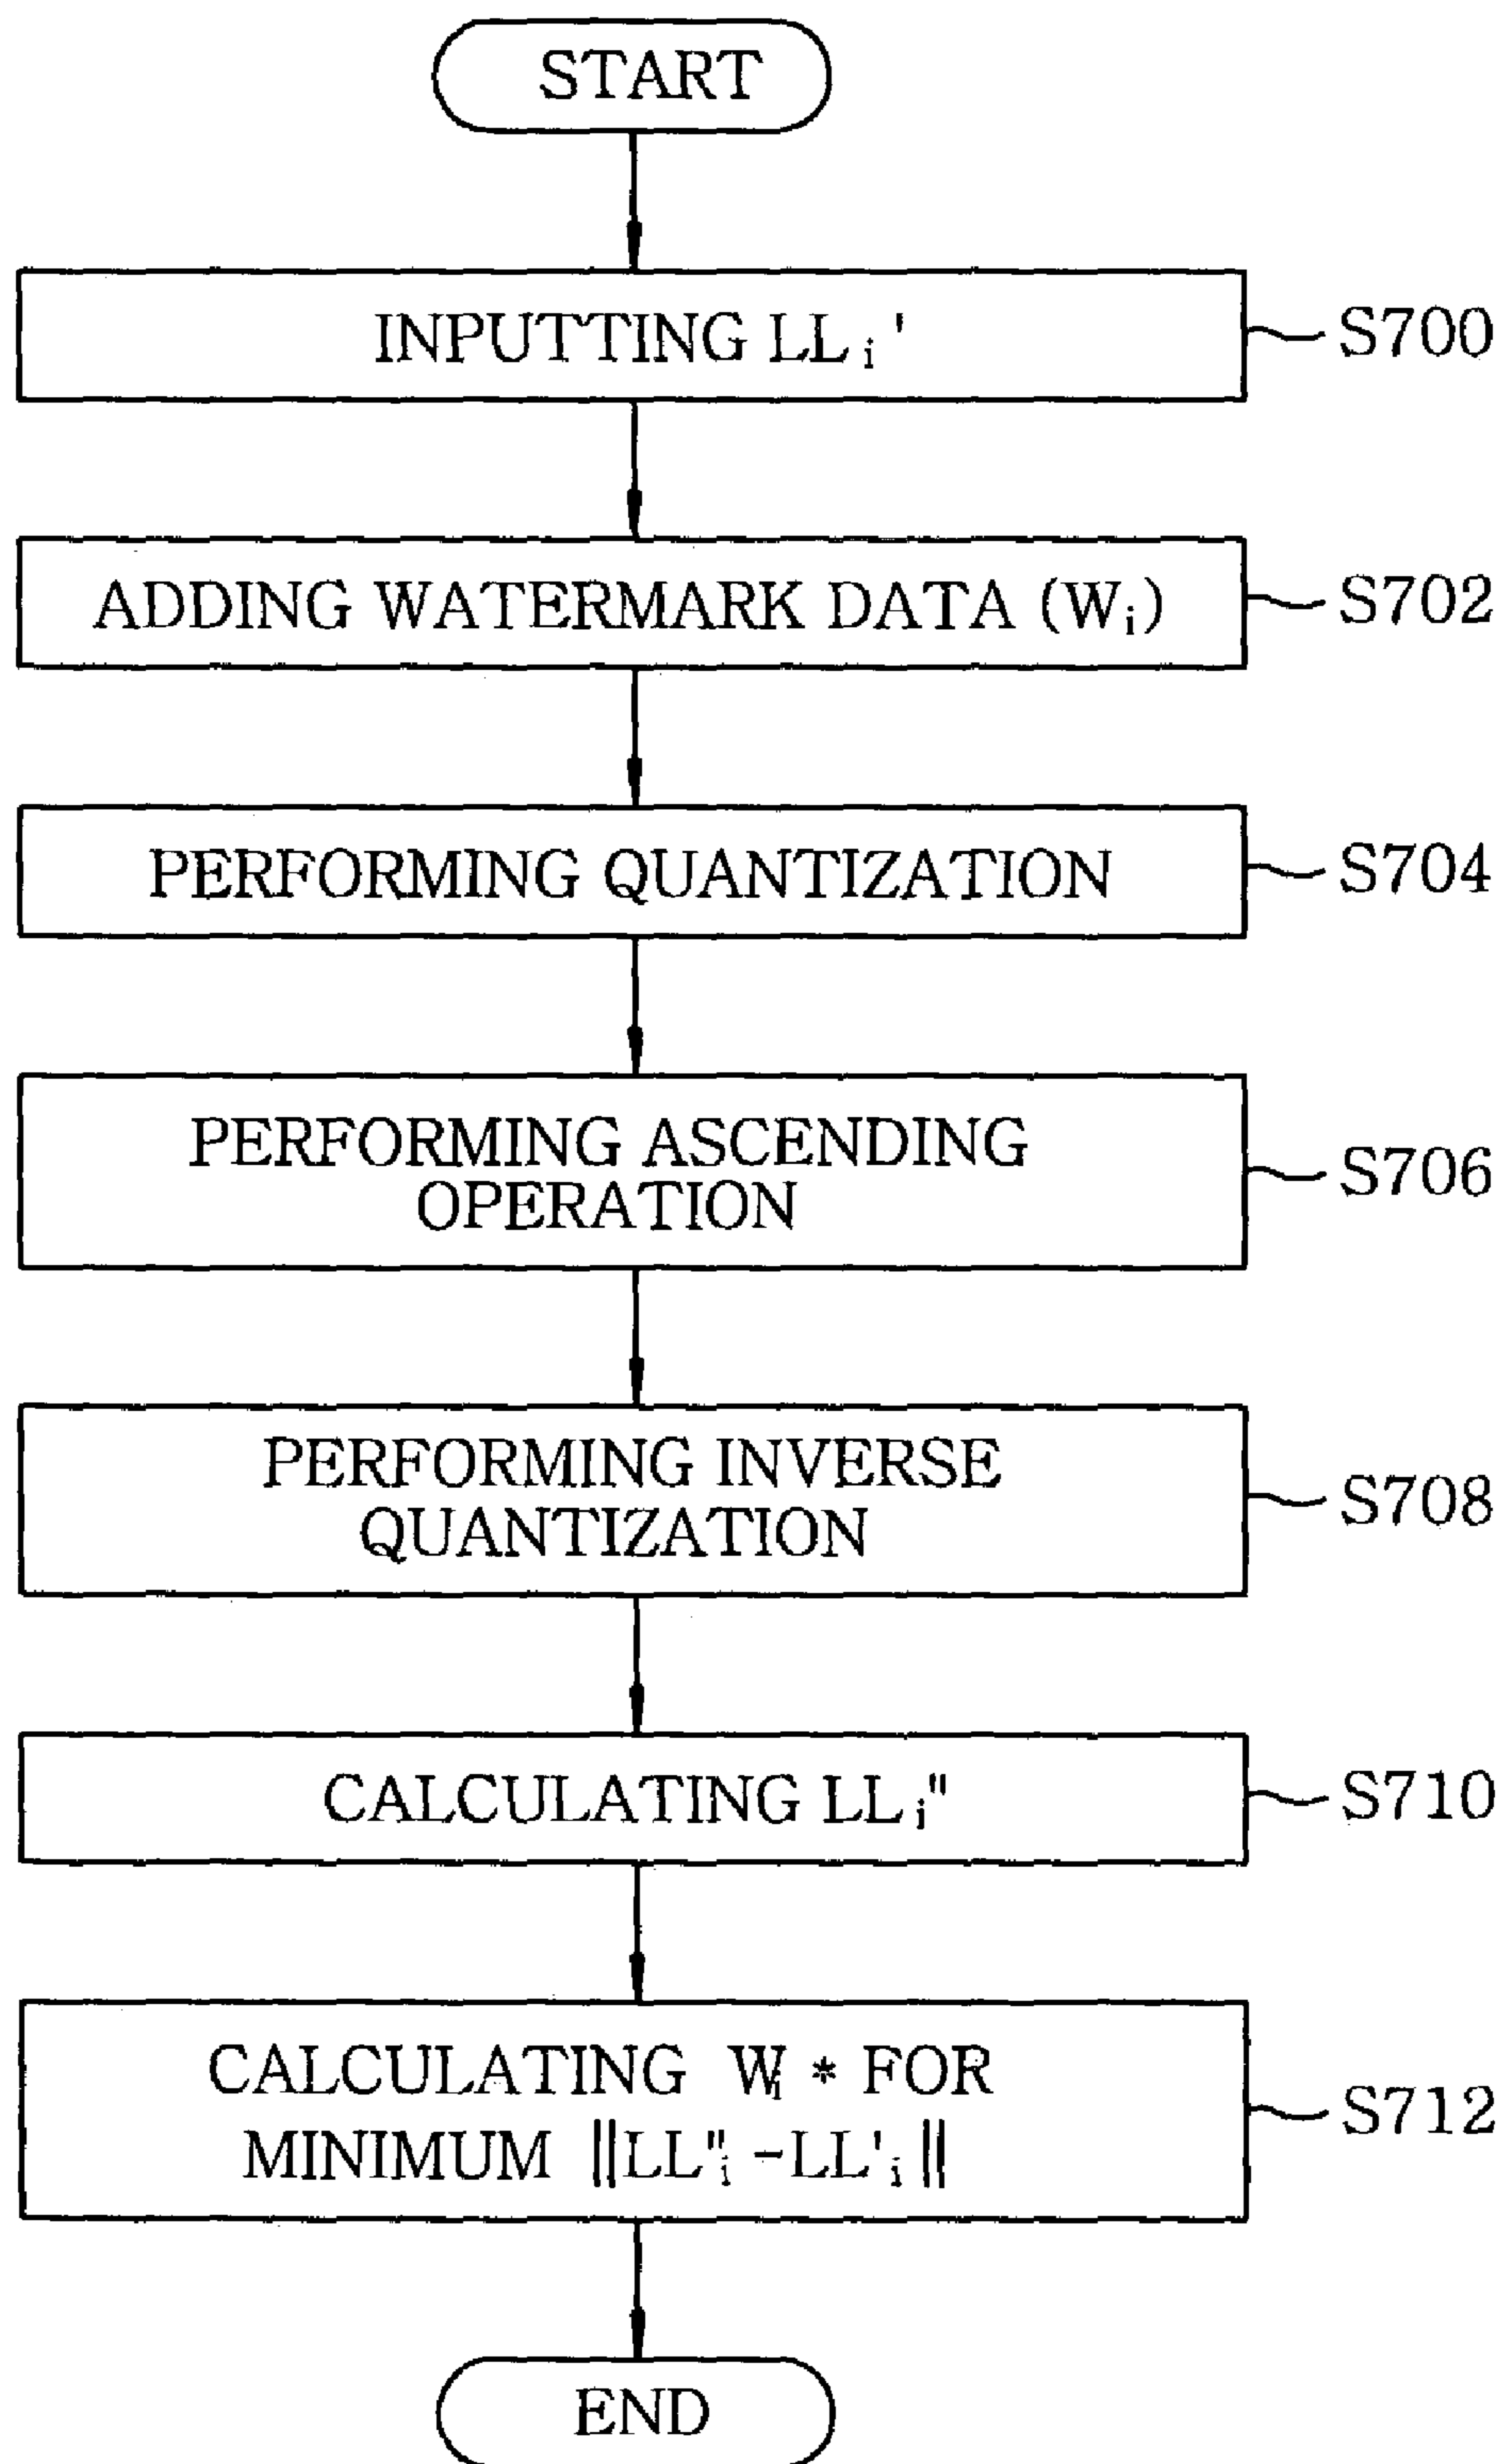 START
INPUTTING LLᵢ' S700
ADDING WATERMARK DATA (Wᵢ) S702
PERFORMING QUANTIZATION S704
PERFORMING ASCENDING
OPERATION
S706
PERFORMING INVERSE
QUANTIZATION
S708
CALCULATING LLᵢ" S710
CALCULATING Wᵢ * FOR
MINIMUM ||LL"ᵢ -LL'ᵢ||
S712
END